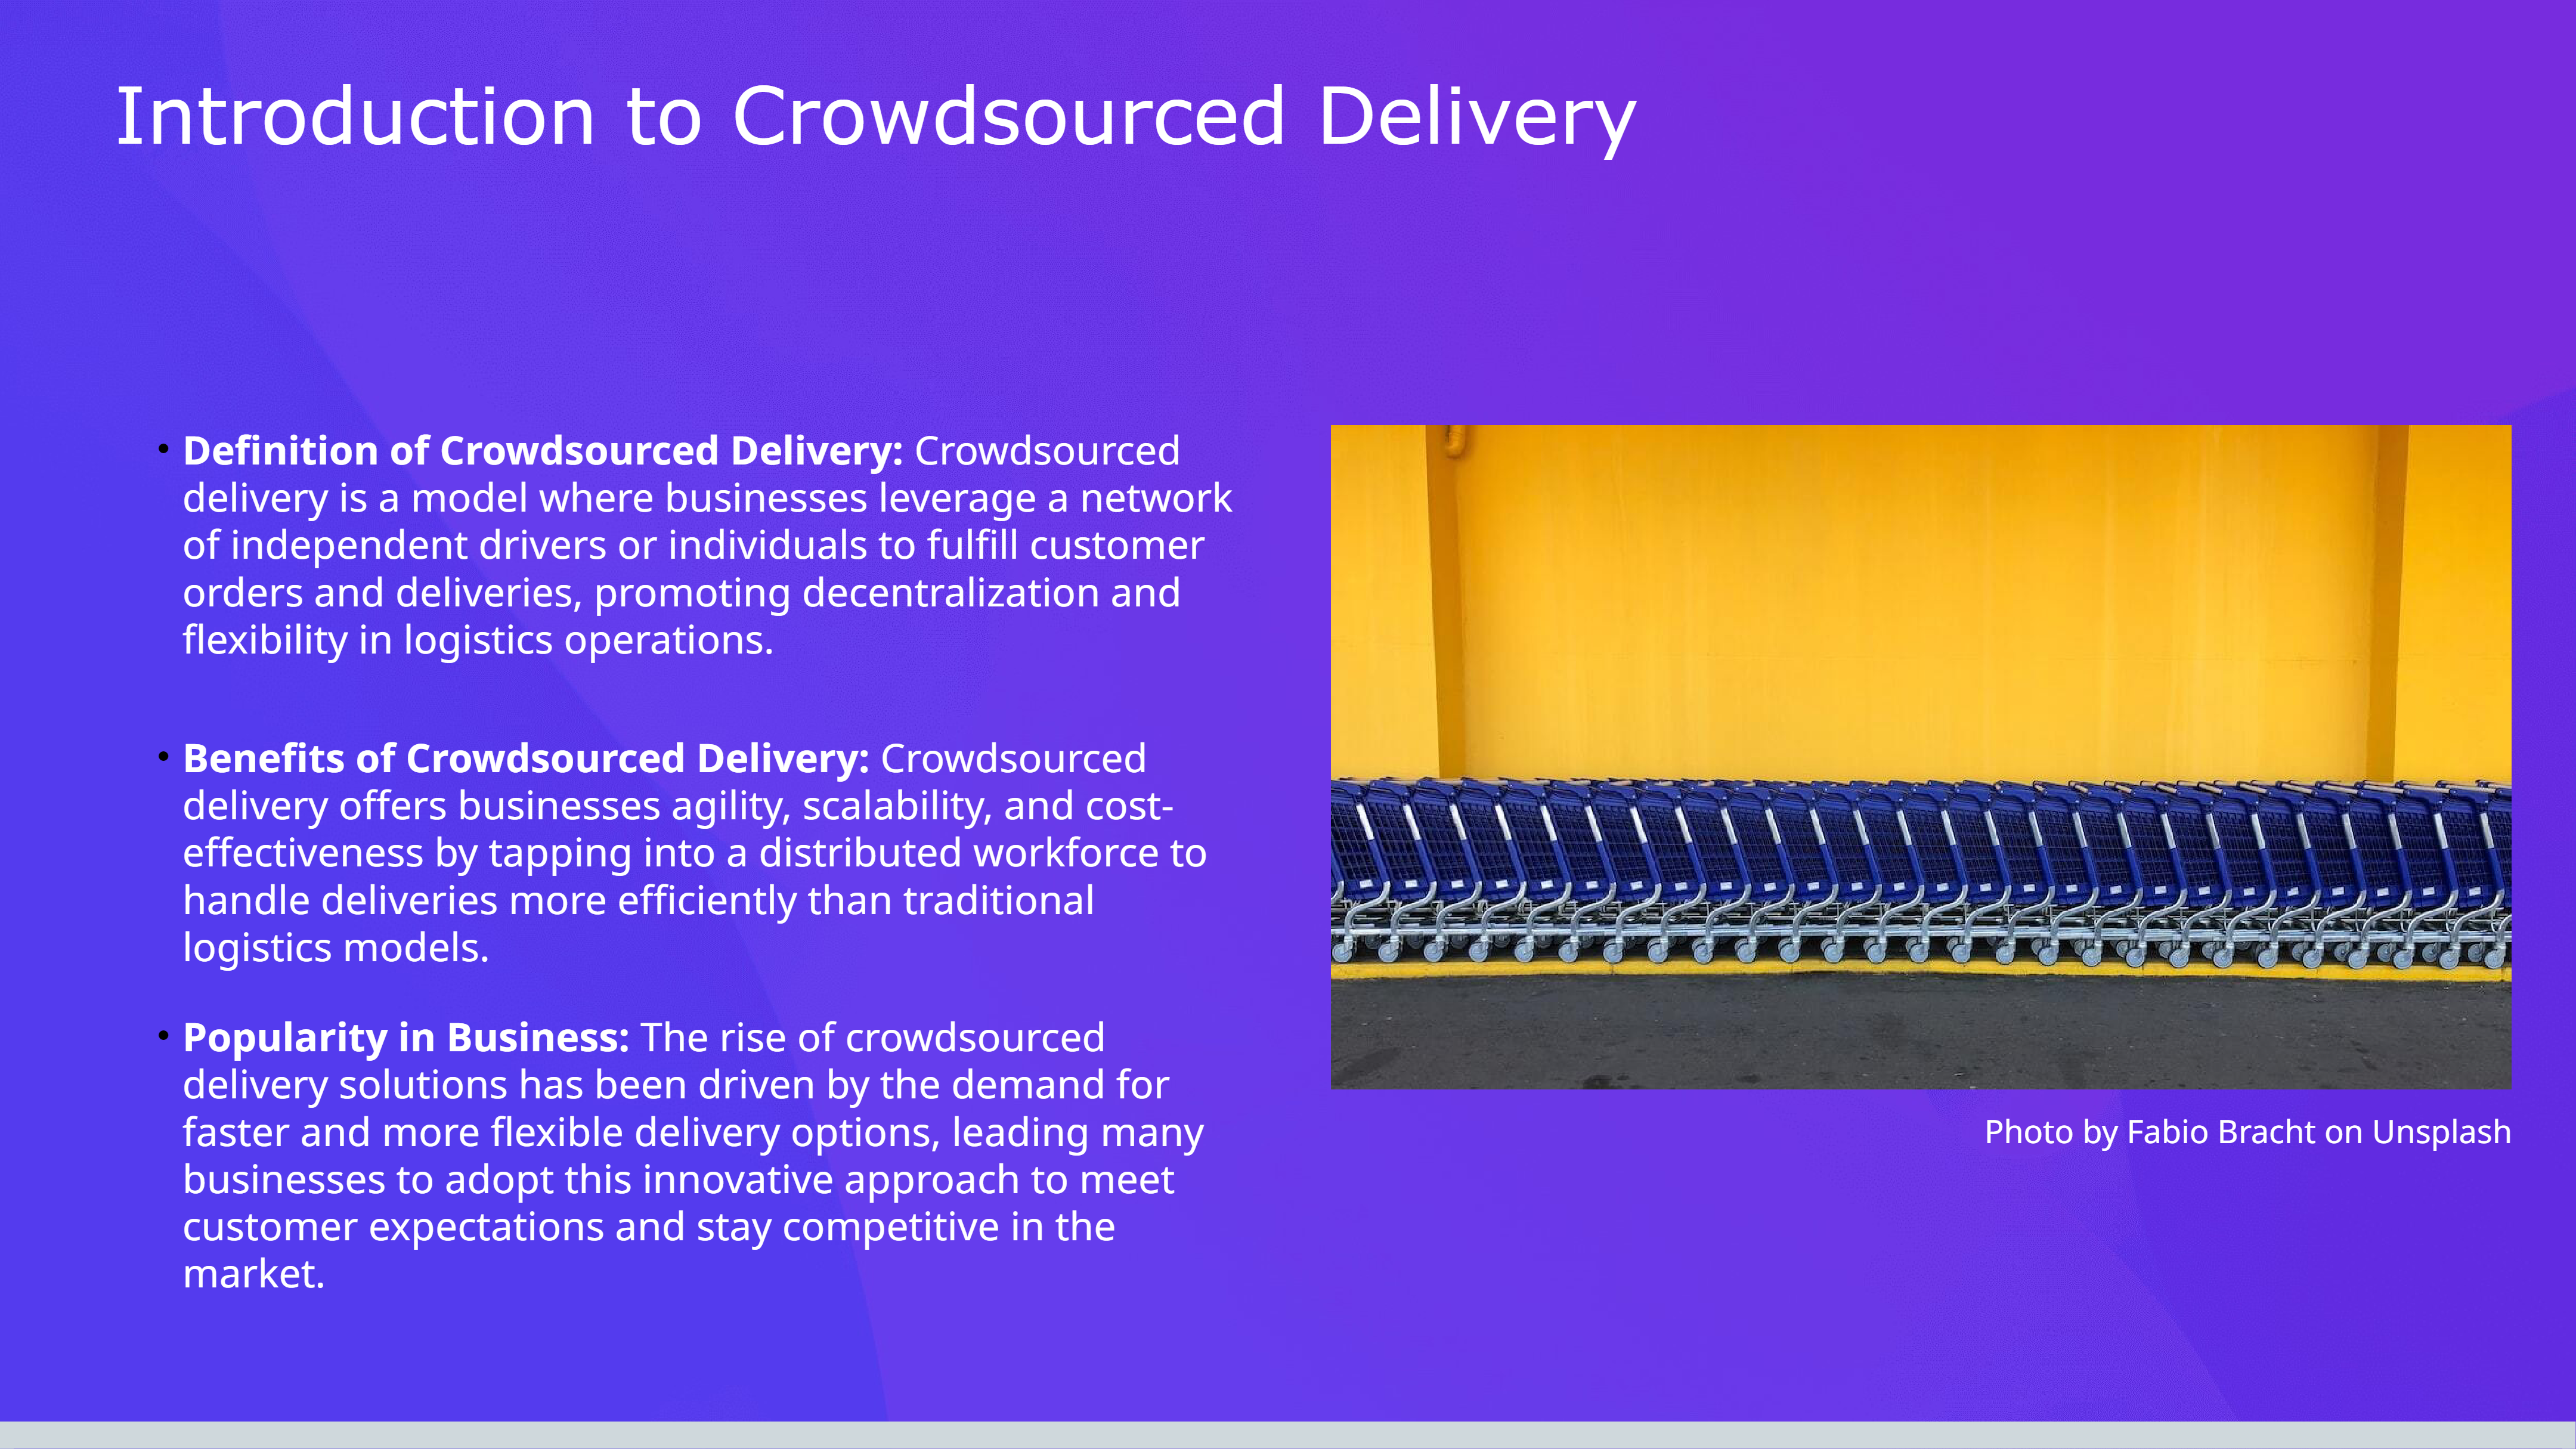 Introduction to Crowdsourced Delivery
• Definition of Crowdsourced Delivery: Crowdsourced
delivery is a model where businesses leverage a network
of independent drivers or individuals to fulfill customer
orders and deliveries, promoting decentralization and
flexibility in logistics operations.
• Benefits of Crowdsourced Delivery: Crowdsourced
delivery offers businesses agility, scalability, and cost-
effectiveness by tapping into a distributed workforce to
handle deliveries more efficiently than traditional
logistics models.
• Popularity in Business: The rise of crowdsourced
delivery solutions has been driven by the demand for
faster and more flexible delivery options, leading many
businesses to adopt this innovative approach to meet
customer expectations and stay competitive in the
market.
Photo by Fabio Bracht on Unsplash